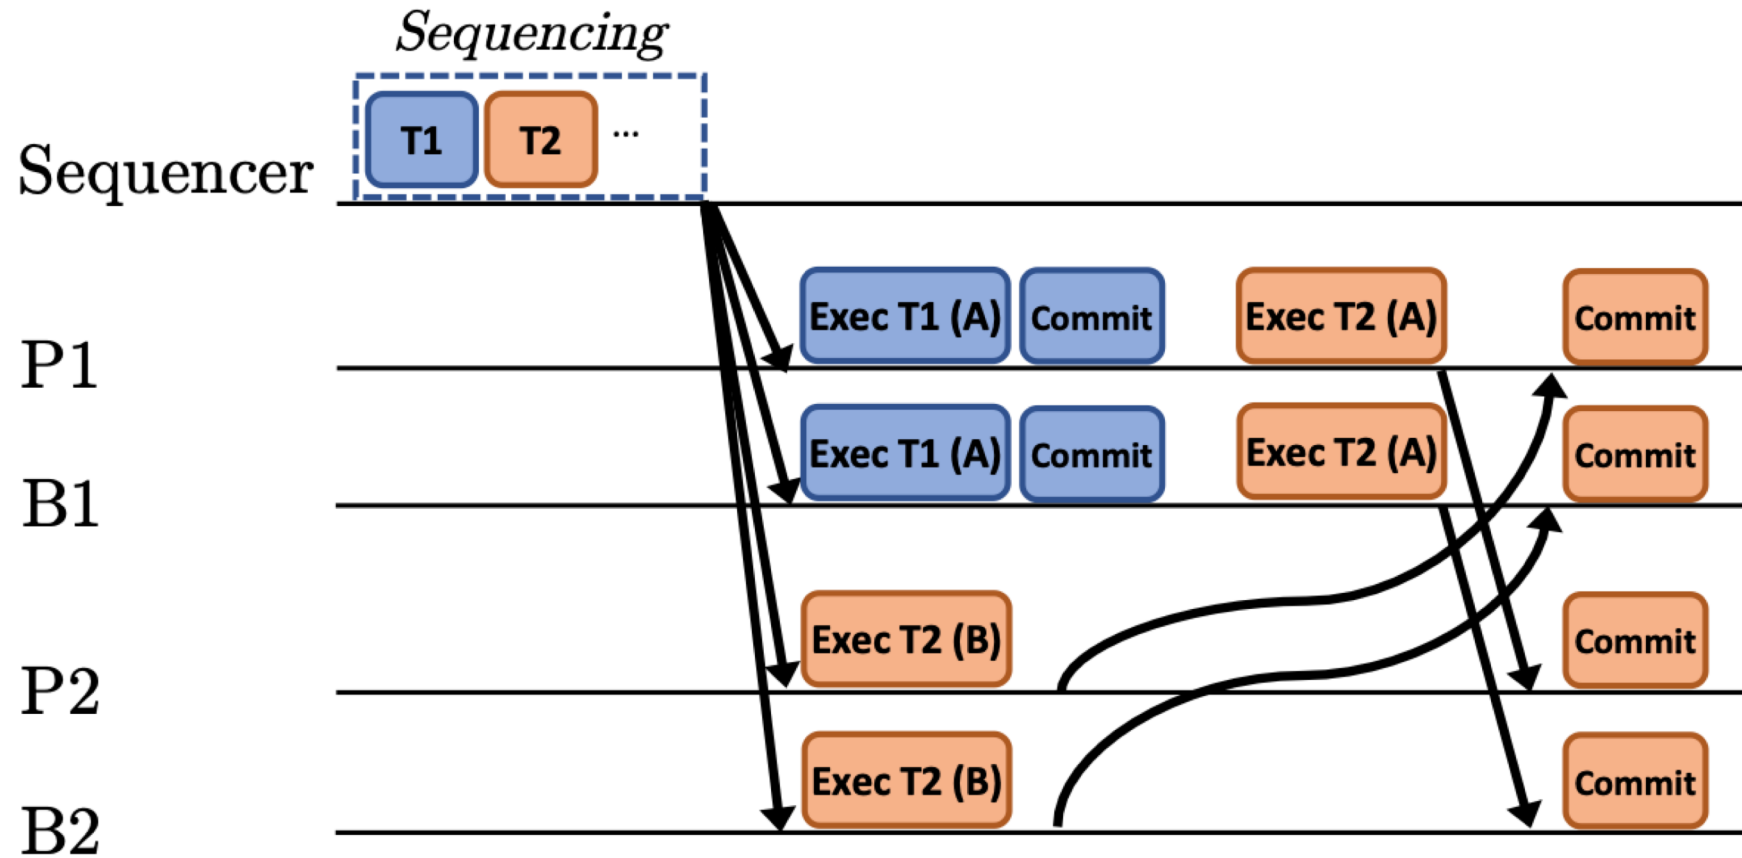 Sequencing
T1 T2 ...
Sequencer
Exec T1 (A) Commit Exec T2 (A) Commit
P1
Exec T1 (A) Commit Exec T2 (A) Commit
B1
Exec T2 (B) Commit
P2
Exec T2 (B) Commit
B2